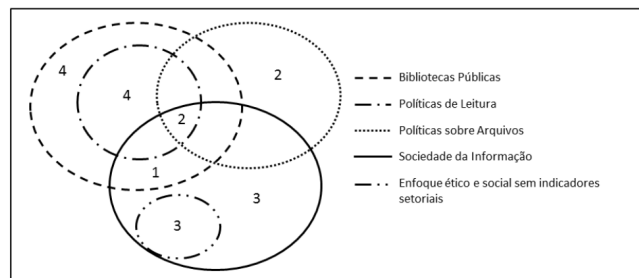 4
2
4
2
1
3
3
Bibliotecas Públicas
Políticas de Leitura
Políticas sobre Arquivos
Sociedade da Informação
Enfoque ético e social sem indicadores
setoriais